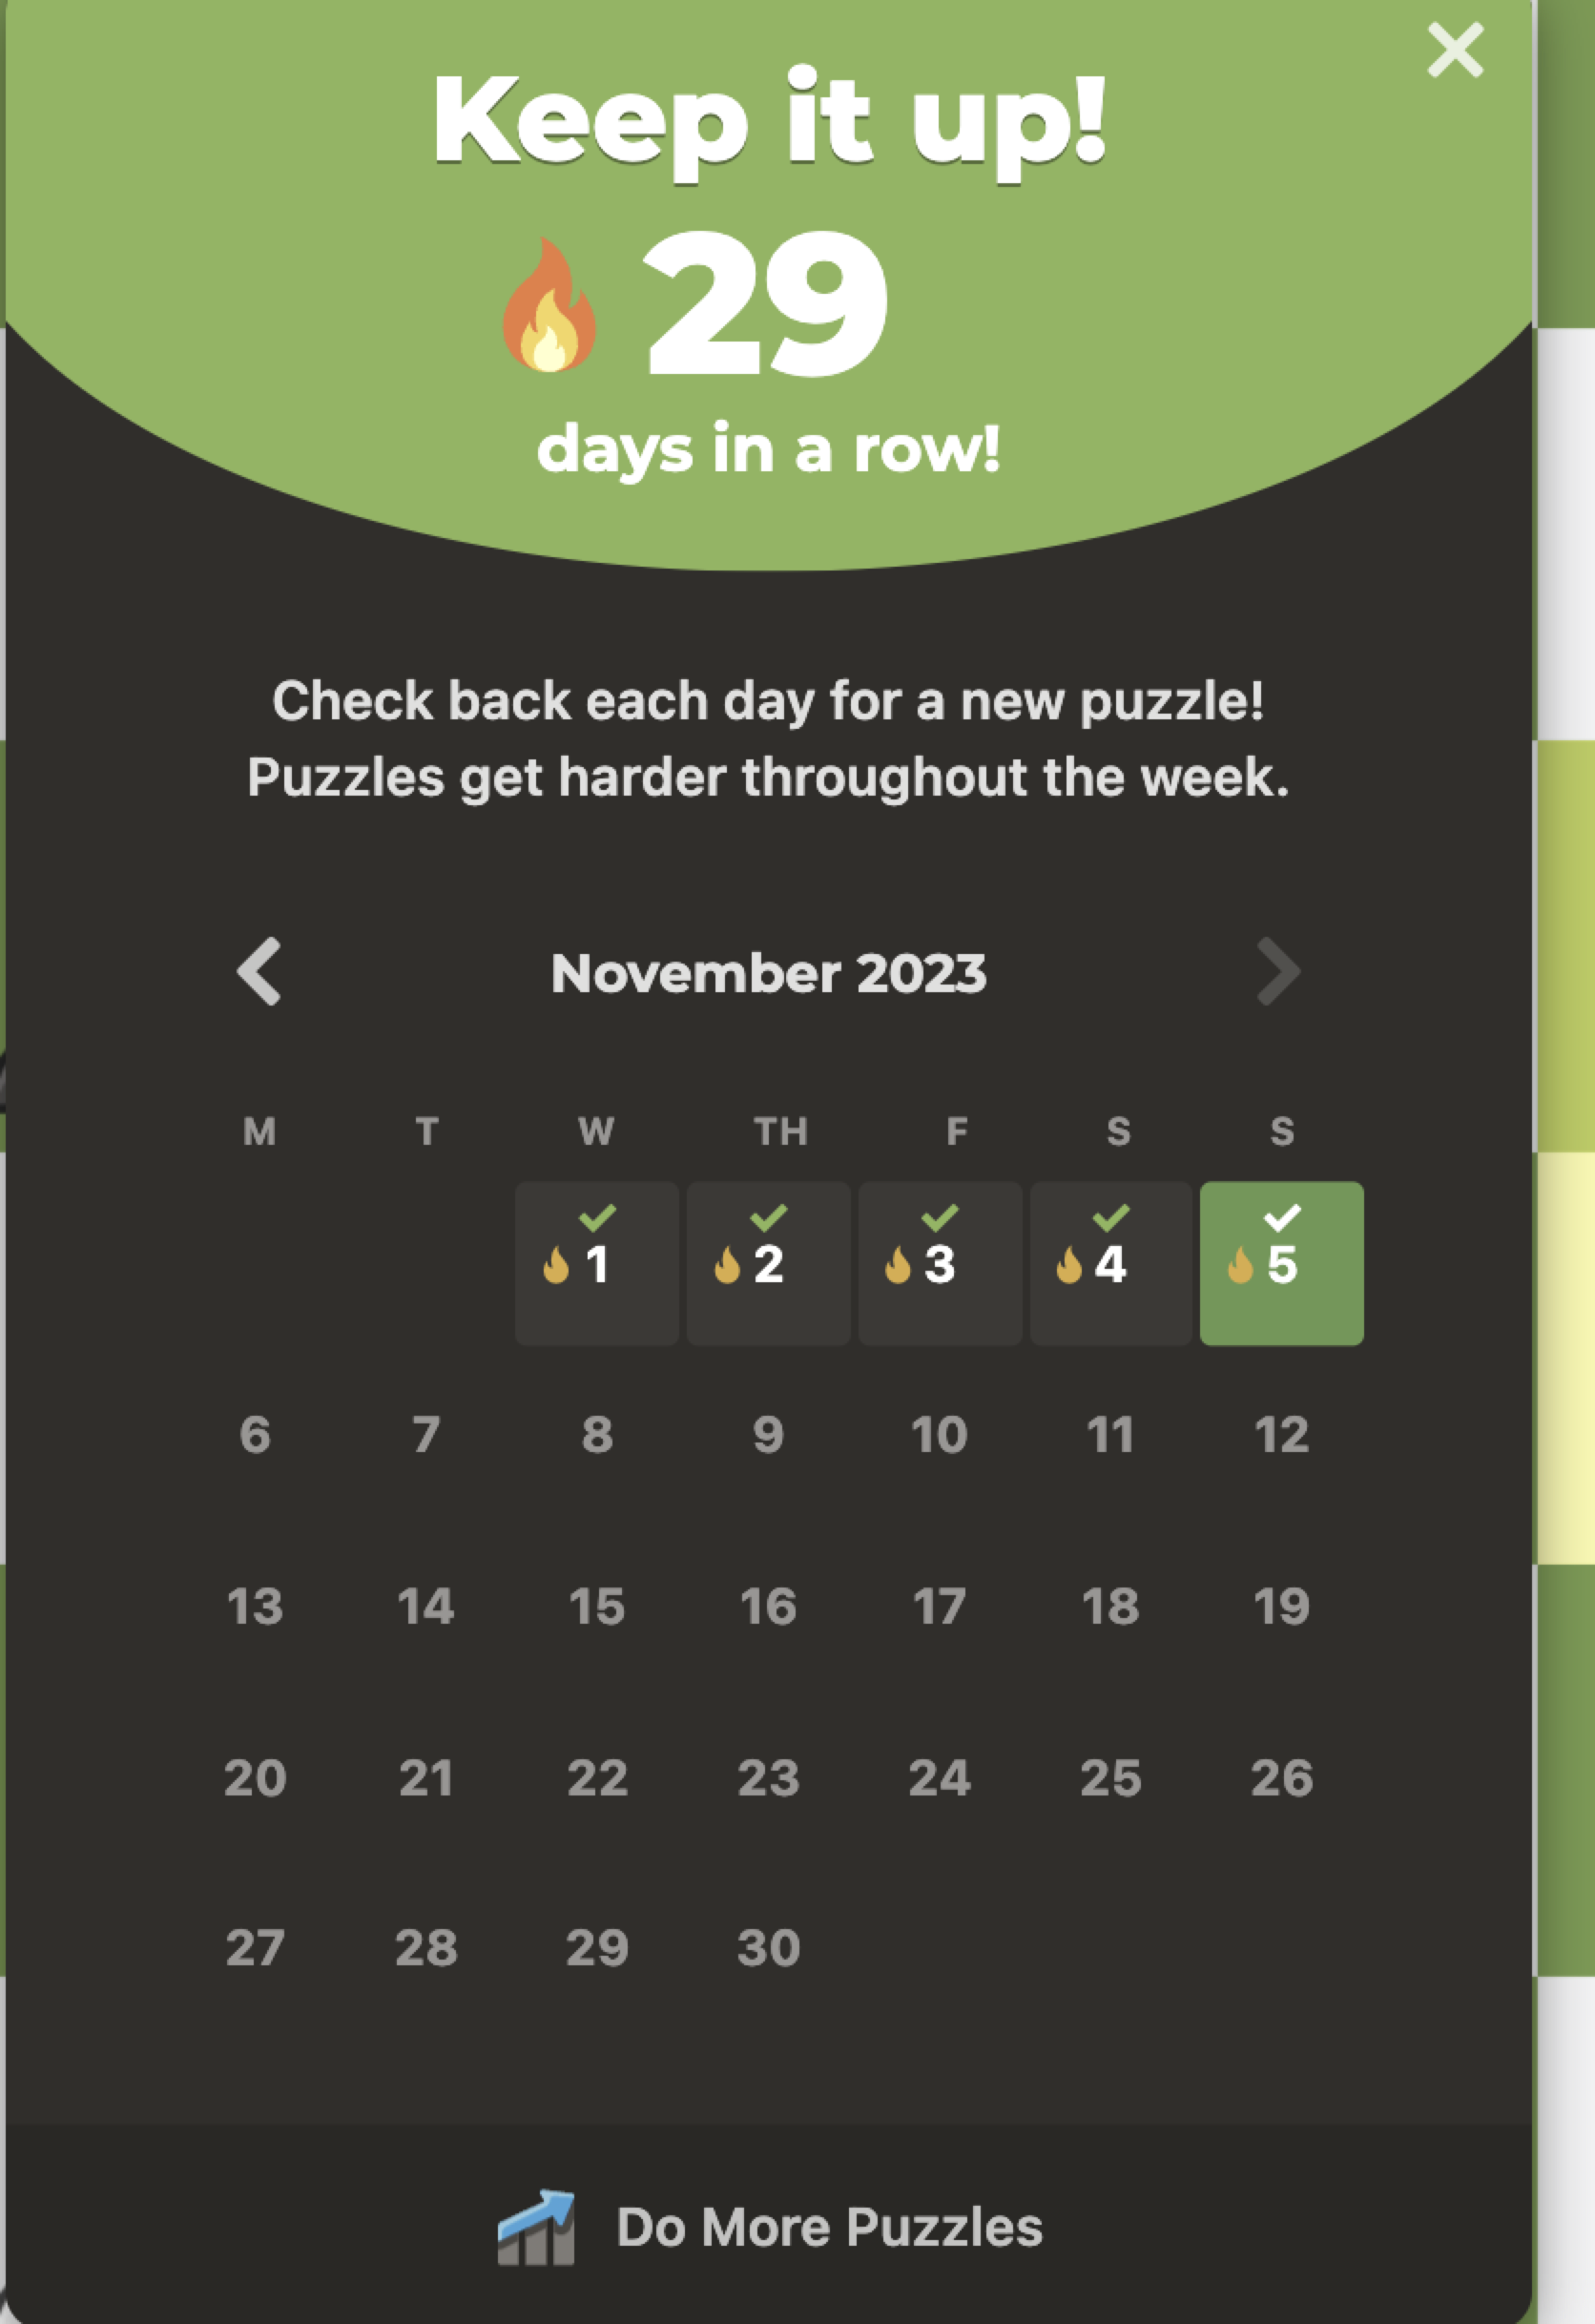 Keep it up!
29
days in a row!
Check back each day for a new puzzle!
Puzzles get harder throughout the week.
November 2023
M T W TH F S S
1 2 3 4 5
6 7 8 9 10 11 12
13 14 15 16 17 18 19
20 21 22 23 24 25 26
27 28 29 30
Do More Puzzles